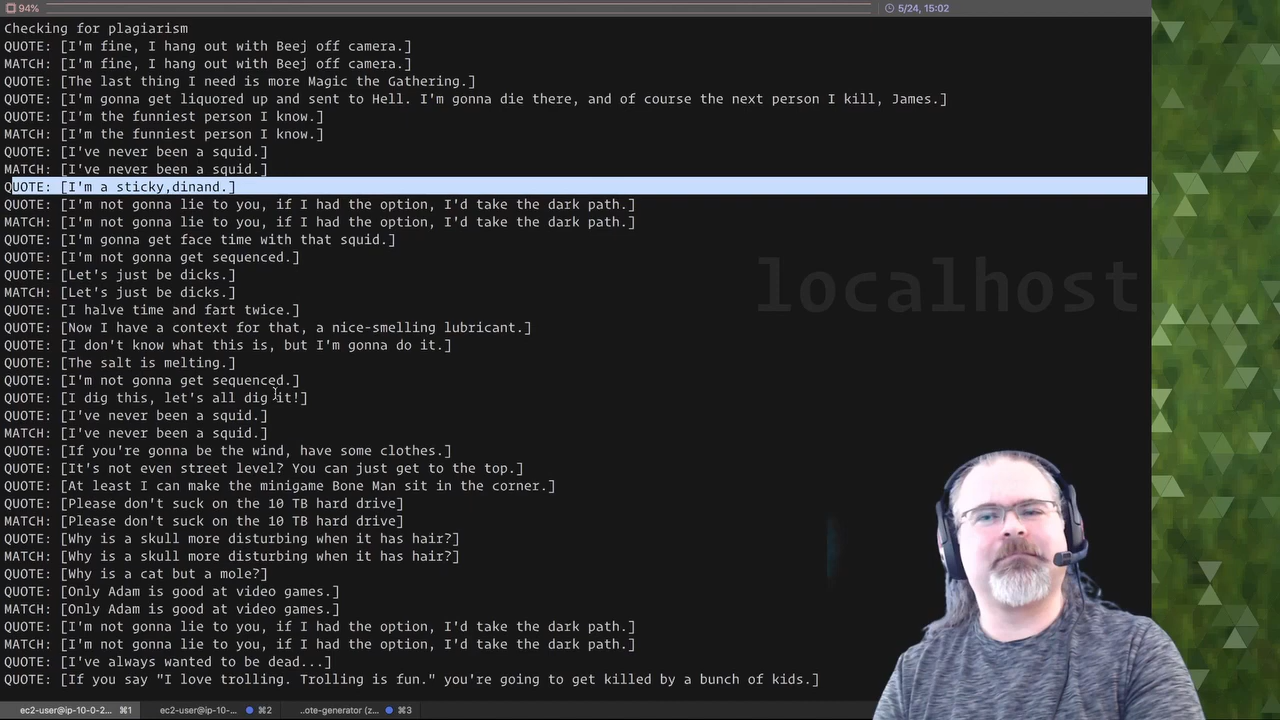 94%
5/24, 15:02
Checking for plagiarism
QUOTE: [I'm fine, I hang out with Beej off camera.]
MATCH: [I'm fine, I hang out with Beej off camera.]
QUOTE: [The last thing I need is more Magic the Gathering.]
QUOTE: [I'm gonna get liquored up and sent to Hell. I'm gonna die there, and of course the next person I kill, James.]
QUOTE: [I'm the funniest person I know.]
MATCH: [I'm the funniest person I know.]
QUOTE: [I've never been a squid.]
MATCH: [I've never been a squid.]
QUOTE: [I'm a sticky,dinand.]
QUOTE: [I'm not gonna lie to you, if I had the option, I'd take the dark path.]
MATCH: [I'm not gonna lie to you, if I had the option, I'd take the dark path.]
QUOTE: [I'm gonna get face time with that squid.]
QUOTE: [I'm not gonna get sequenced.]
QUOTE: [Let's just be dicks.]
MATCH: [Let's just be dicks.]
localhost
QUOTE: [I halve time and fart twice.]
QUOTE: [Now I have a context for that, a nice-smelling lubricant.]
QUOTE: [I don't know what this is, but I'm gonna do it.]
QUOTE: [The salt is melting.]
QUOTE: [I'm not gonna get sequenced.]
QUOTE: [I dig this, let's all dig it!]
QUOTE: [I've never been a squid.]
MATCH: [I've never been a squid.]
QUOTE: [If you're gonna be the wind, have some clothes.]
QUOTE: [It's not even street level? You can just get to the top.]
QUOTE: [At least I can make the minigame Bone Man sit in the corner.]
QUOTE: [Please don't suck on the 10 TB hard drive]
MATCH: [Please don't suck on the 10 TB hard drive]
QUOTE: [Why is a skull more disturbing when it has hair?]
MATCH: [Why is a skull more disturbing when it has hair?]
QUOTE: [Why is a cat but a mole?]
QUOTE: [Only Adam is good at video games.]
MATCH: [Only Adam is good at video games.]
QUOTE: [I'm not gonna lie to you, if I had the option, I'd take the dark path.]
MATCH: [I'm not gonna lie to you, if I had the option, I'd take the dark path.]
QUOTE: [I've always wanted to be dead...]
QUOTE: [If you say "I love trolling. Trolling is fun." you're going to get killed by a bunch of kids.]
ec2-user@ip-10-0-2... ⌘1
ec2-user@ip-10-... ⌘2
..ote-generator (z... ⌘3